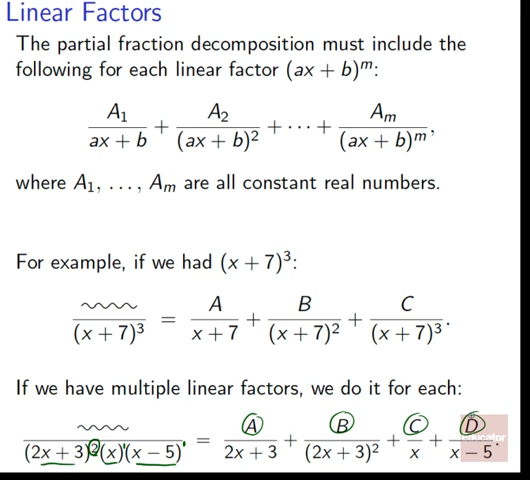 Linear Factors
The partial fraction decomposition must include the
following for each linear factor (ax + b)^m:
A₁/(ax + b) + A₂/(ax + b)² + ··· + Aₘ/(ax + b)^m,
where A₁, ..., Aₘ are all constant real numbers.
For example, if we had (x + 7)³:
/(x + 7)³ = A/(x + 7) + B/(x + 7)² + C/(x + 7)³.
If we have multiple linear factors, we do it for each:
/((2x + 3)²(x)'(x − 5)') = A/(2x + 3) + B/(2x + 3)² + C/x + D/(x − 5).
educator